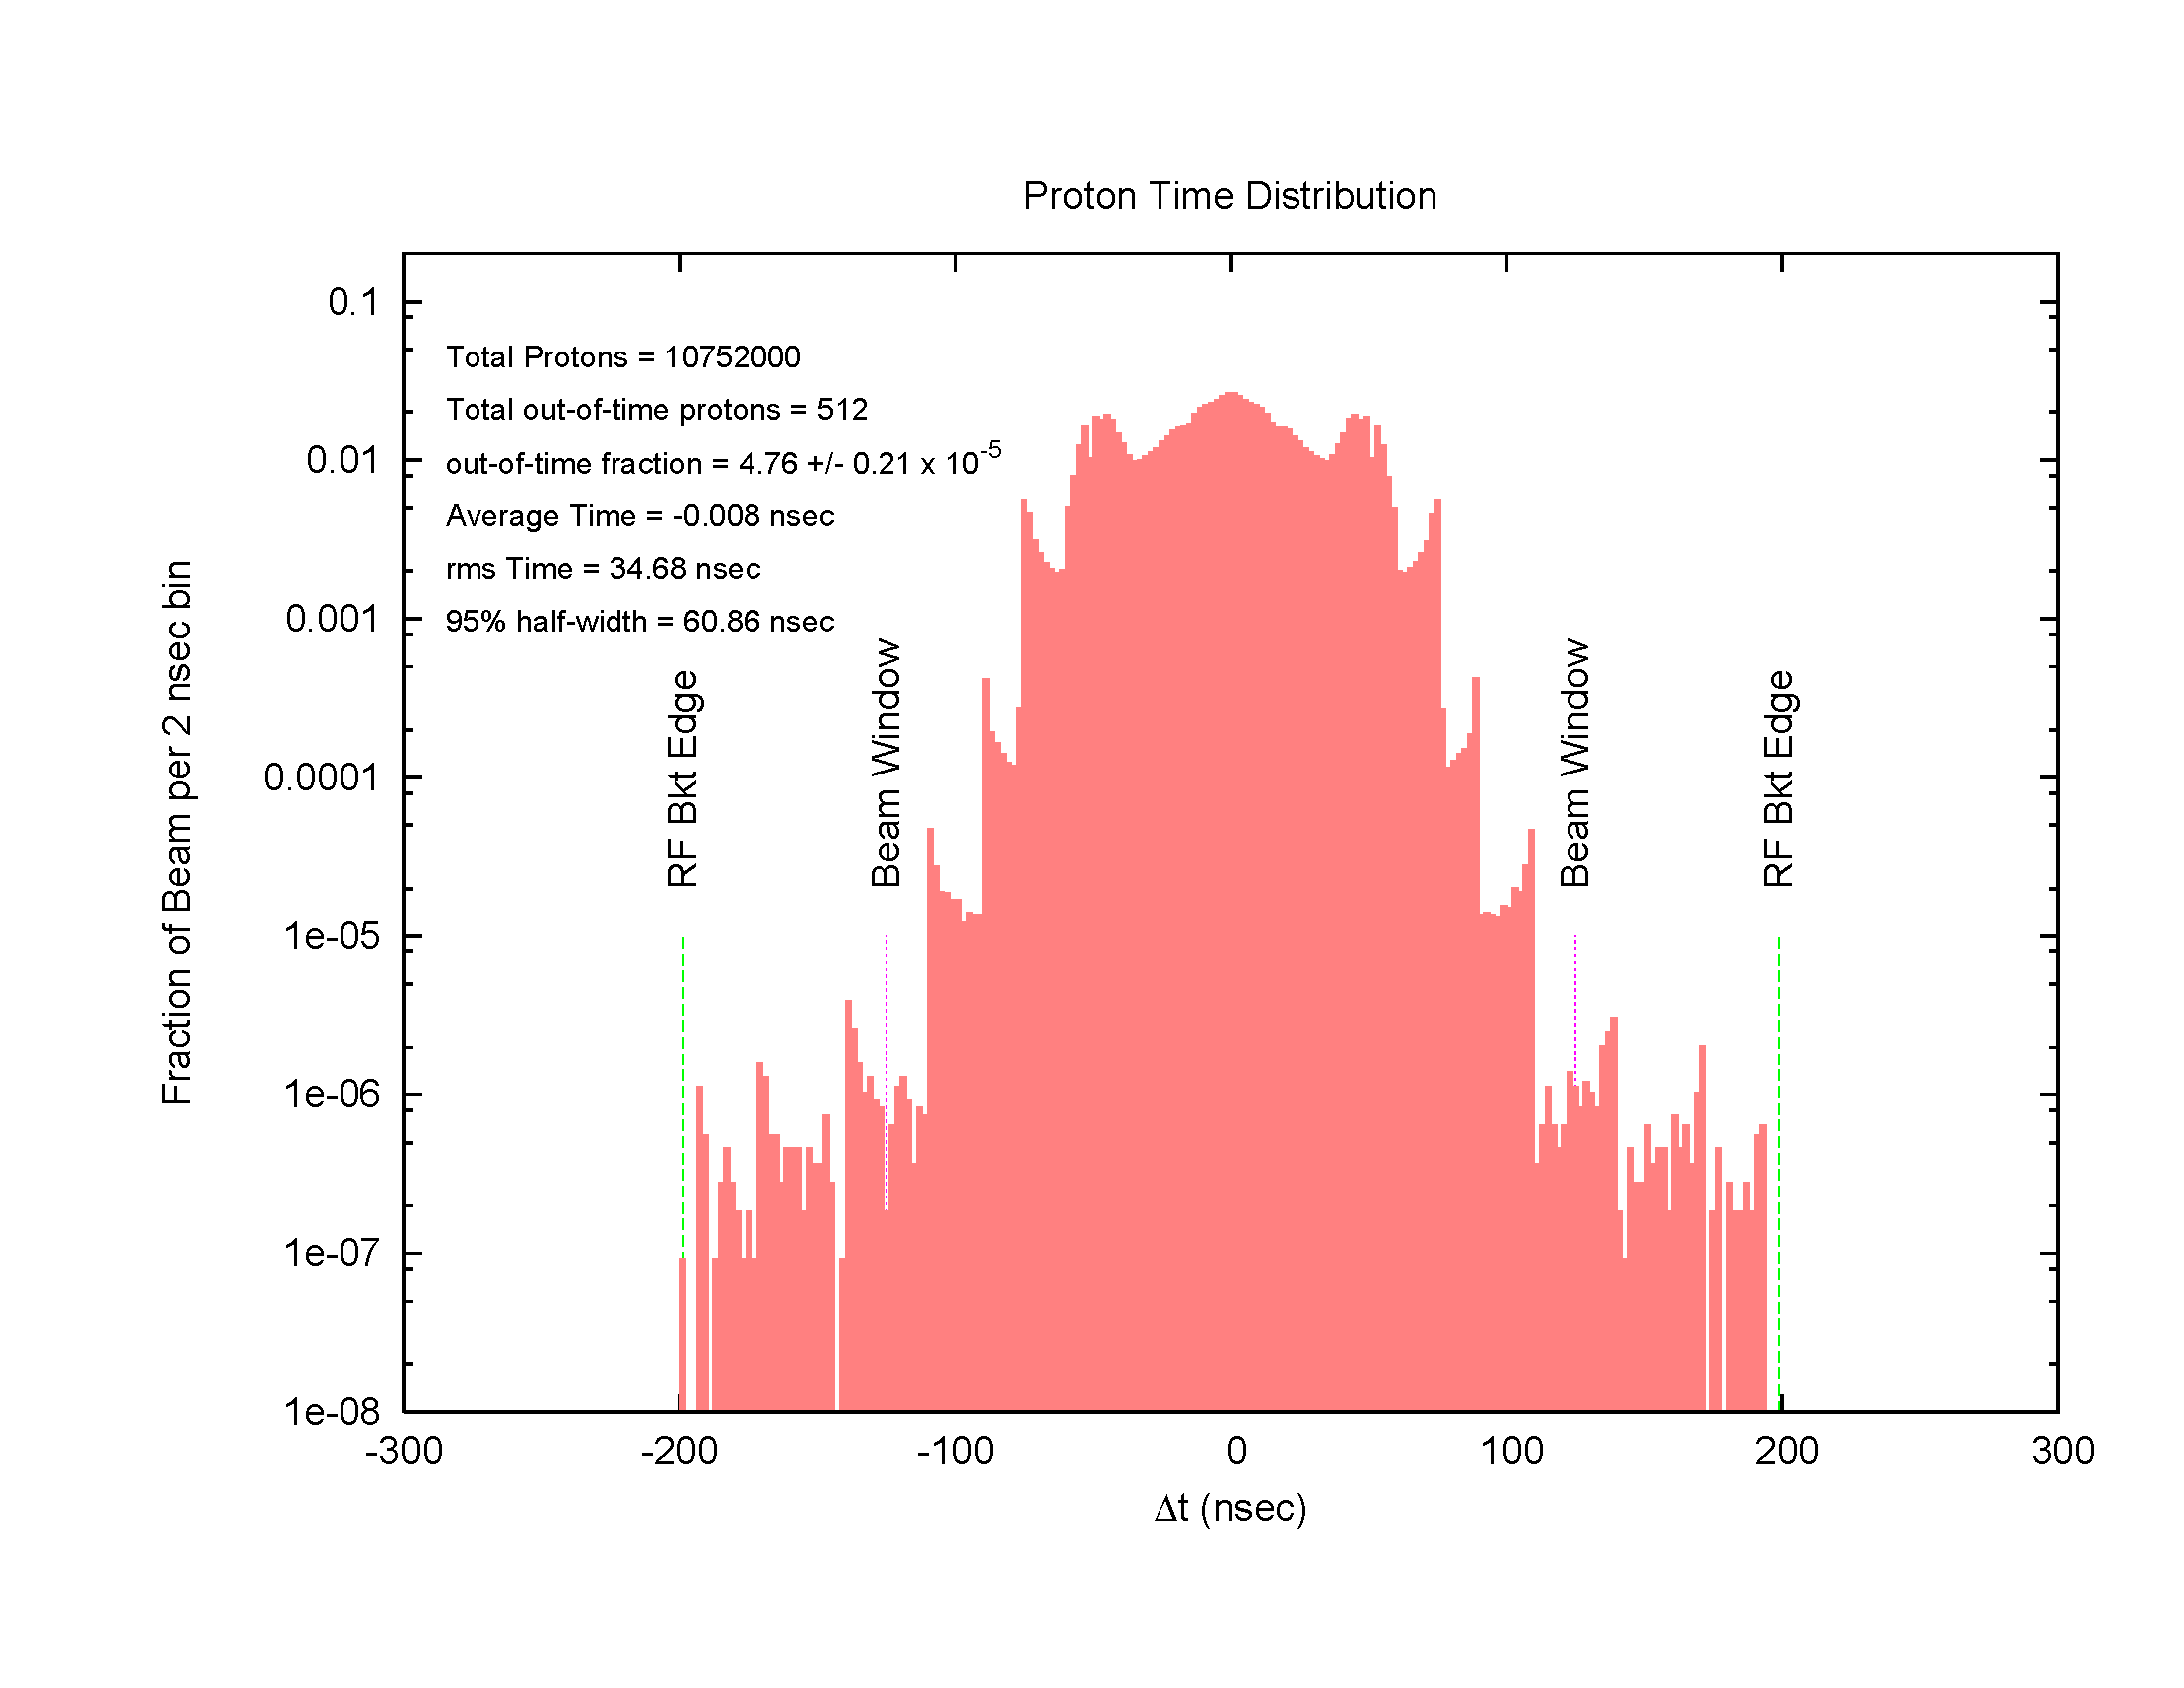 Proton Time Distribution
0.1
Total Protons = 10752000
Total out-of-time protons = 512
0.01
out-of-time fraction = 4.76 +/- 0.21 x 10-5
Average Time = -0.008 nsec
rms Time = 34.68 nsec
0.001
95% half-width = 60.86 nsec
RF Bkt Edge
Beam Window
Beam Window
RF Bkt Edge
0.0001
Fraction of Beam per 2 nsec bin
1e-05
1e-06
1e-07
1e-08
-300 -200 -100 0 100 200 300
Δt (nsec)